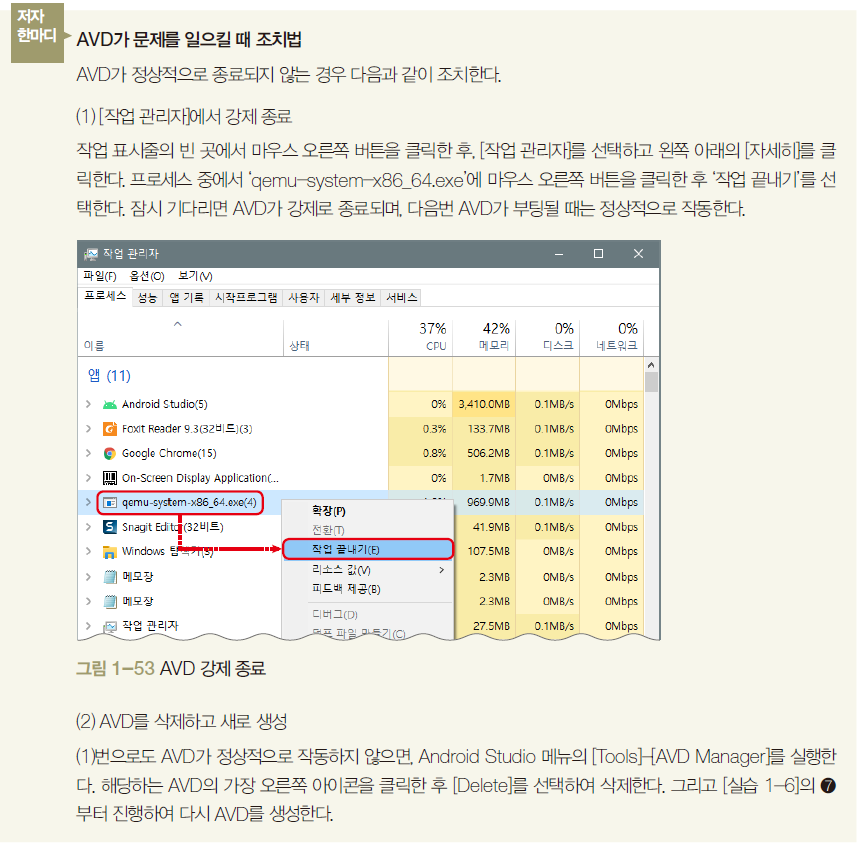 저자
한마디
AVD가 문제를 일으킬 때 조치법
AVD가 정상적으로 종료되지 않는 경우 다음과 같이 조치한다.
(1) [작업 관리자]에서 강제 종료
작업 표시줄의 빈 곳에서 마우스 오른쪽 버튼을 클릭한 후, [작업 관리자]를 선택하고 왼쪽 아래의 [자세히]를 클
릭한다. 프로세스 중에서 ‘qemu-system-x86_64.exe’에 마우스 오른쪽 버튼을 클릭한 후 ‘작업 끝내기’를 선
택한다. 잠시 기다리면 AVD가 강제로 종료되며, 다음번 AVD가 부팅될 때는 정상적으로 작동한다.
작업 관리자
파일(F) 옵션(O) 보기(V)
프로세스 성능 앱 기록 시작프로그램 사용자 세부 정보 서비스
37% 42% 0% 0%
이름 상태 CPU 메모리 디스크 네트워크
앱 (11)
Android Studio(5) 0% 3,410.0MB 0.1MB/s 0Mbps
Foxit Reader 9.3(32비트)(3) 0.3% 133.7MB 0.1MB/s 0Mbps
Google Chrome(15) 0.8% 506.2MB 0.1MB/s 0Mbps
On-Screen Display Application(... 0% 1.7MB 0MB/s 0Mbps
qemu-system-x86_64.exe(4) 969.9MB 0.1MB/s 0Mbps
Snagit Editor(32비트) 41.9MB 0.1MB/s 0Mbps
Windows 탐색기(3) 107.5MB 0MB/s 0Mbps
메모장 2.3MB 0MB/s 0Mbps
메모장 2.3MB 0MB/s 0Mbps
작업 관리자 27.5MB 0.1MB/s 0Mbps
확장(P)
전환(T)
작업 끝내기(E)
리소스 값(V)
피드백 제공(B)
디버그(D)
덤프 파일 만들기(C)
그림 1-53 AVD 강제 종료
(2) AVD를 삭제하고 새로 생성
(1)번으로도 AVD가 정상적으로 작동하지 않으면, Android Studio 메뉴의 [Tools]-[AVD Manager]를 실행한
다. 해당하는 AVD의 가장 오른쪽 아이콘을 클릭한 후 [Delete]를 선택하여 삭제한다. 그리고 [실습 1-6]의 ❼
부터 진행하여 다시 AVD를 생성한다.